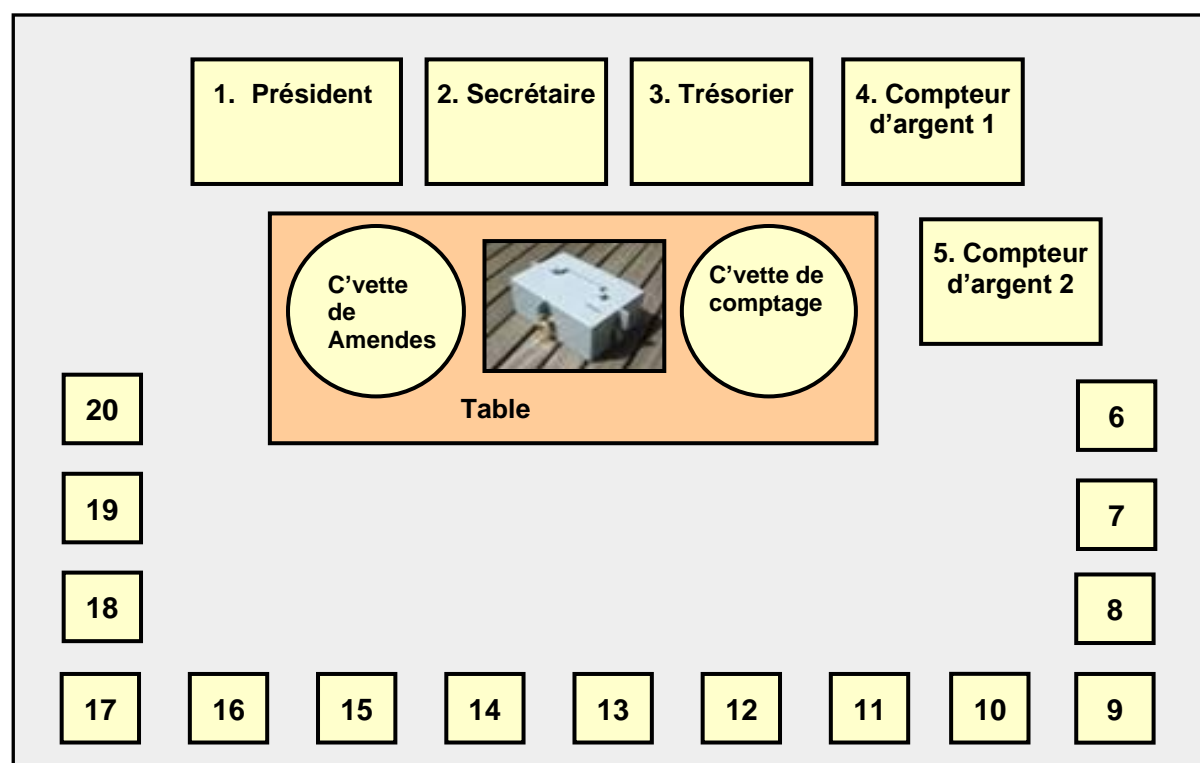 1. Président
2. Secrétaire
3. Trésorier
4. Compteur
d’argent 1
5. Compteur
d’argent 2
C’vette
de
Amendes
C’vette de
comptage
Table
20
6
19
7
18
8
17
16
15
14
13
12
11
10
9